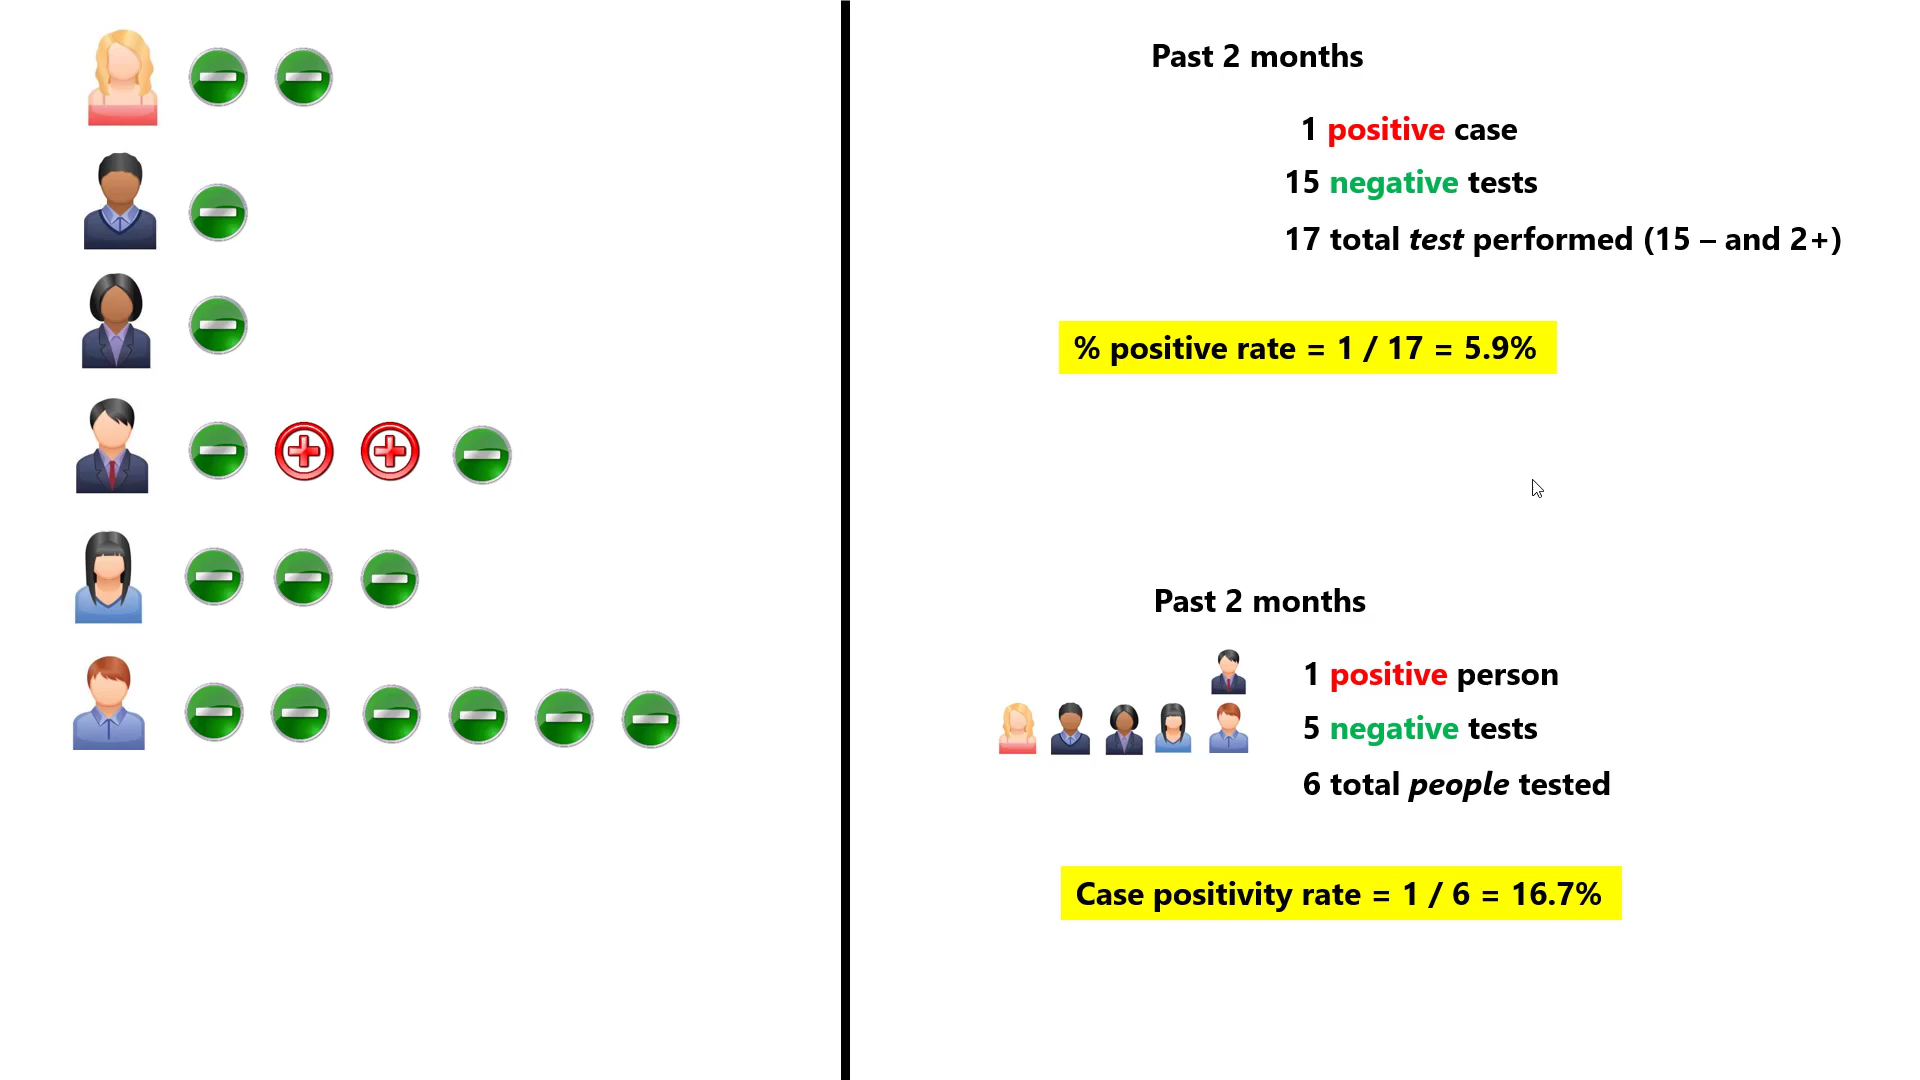 Past 2 months
1 positive case
15 negative tests
17 total test performed (15 – and 2+)
% positive rate = 1 / 17 = 5.9%
Past 2 months
1 positive person
5 negative tests
6 total people tested
Case positivity rate = 1 / 6 = 16.7%